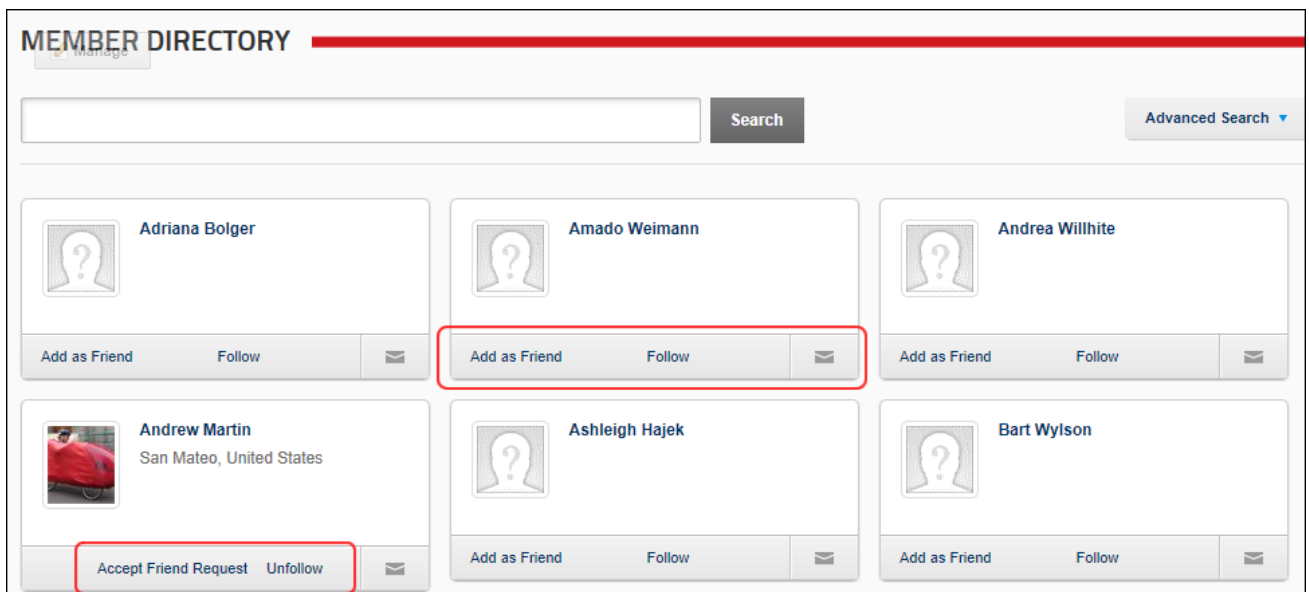 MEMBER DIRECTORY
Manage
Search
Advanced Search
Adriana Bolger
Amado Weimann
Andrea Willhite
Add as Friend Follow
Add as Friend Follow
Add as Friend Follow
Andrew Martin
San Mateo, United States
Ashleigh Hajek
Bart Wylson
Accept Friend Request Unfollow
Add as Friend Follow
Add as Friend Follow